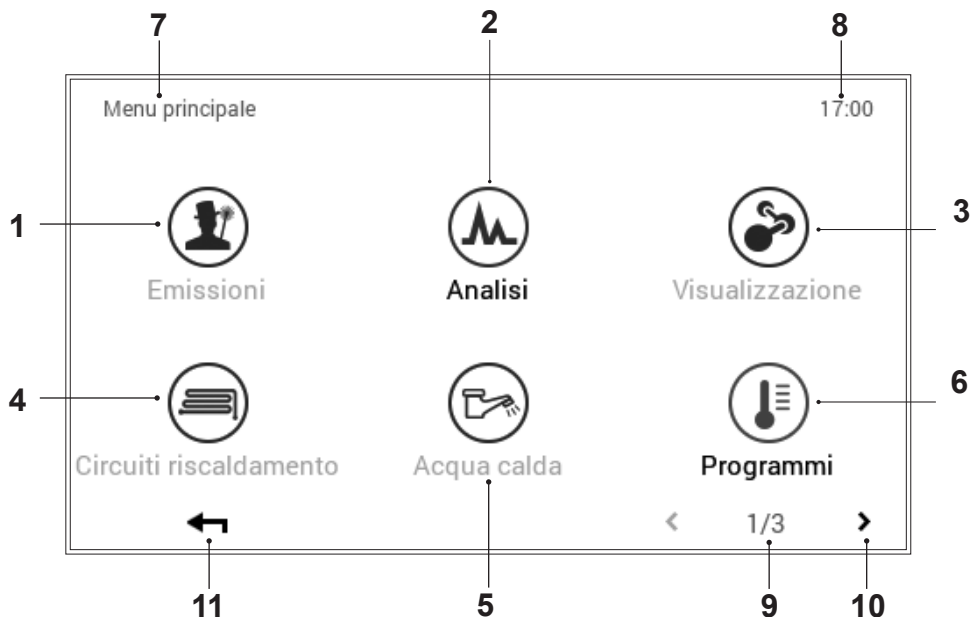 7 2 8
Menu principale 17:00
1 3
Emissioni Analisi Visualizzazione
4 6
Circuiti riscaldamento Acqua calda Programmi
< 1/3 >
11 5 9 10